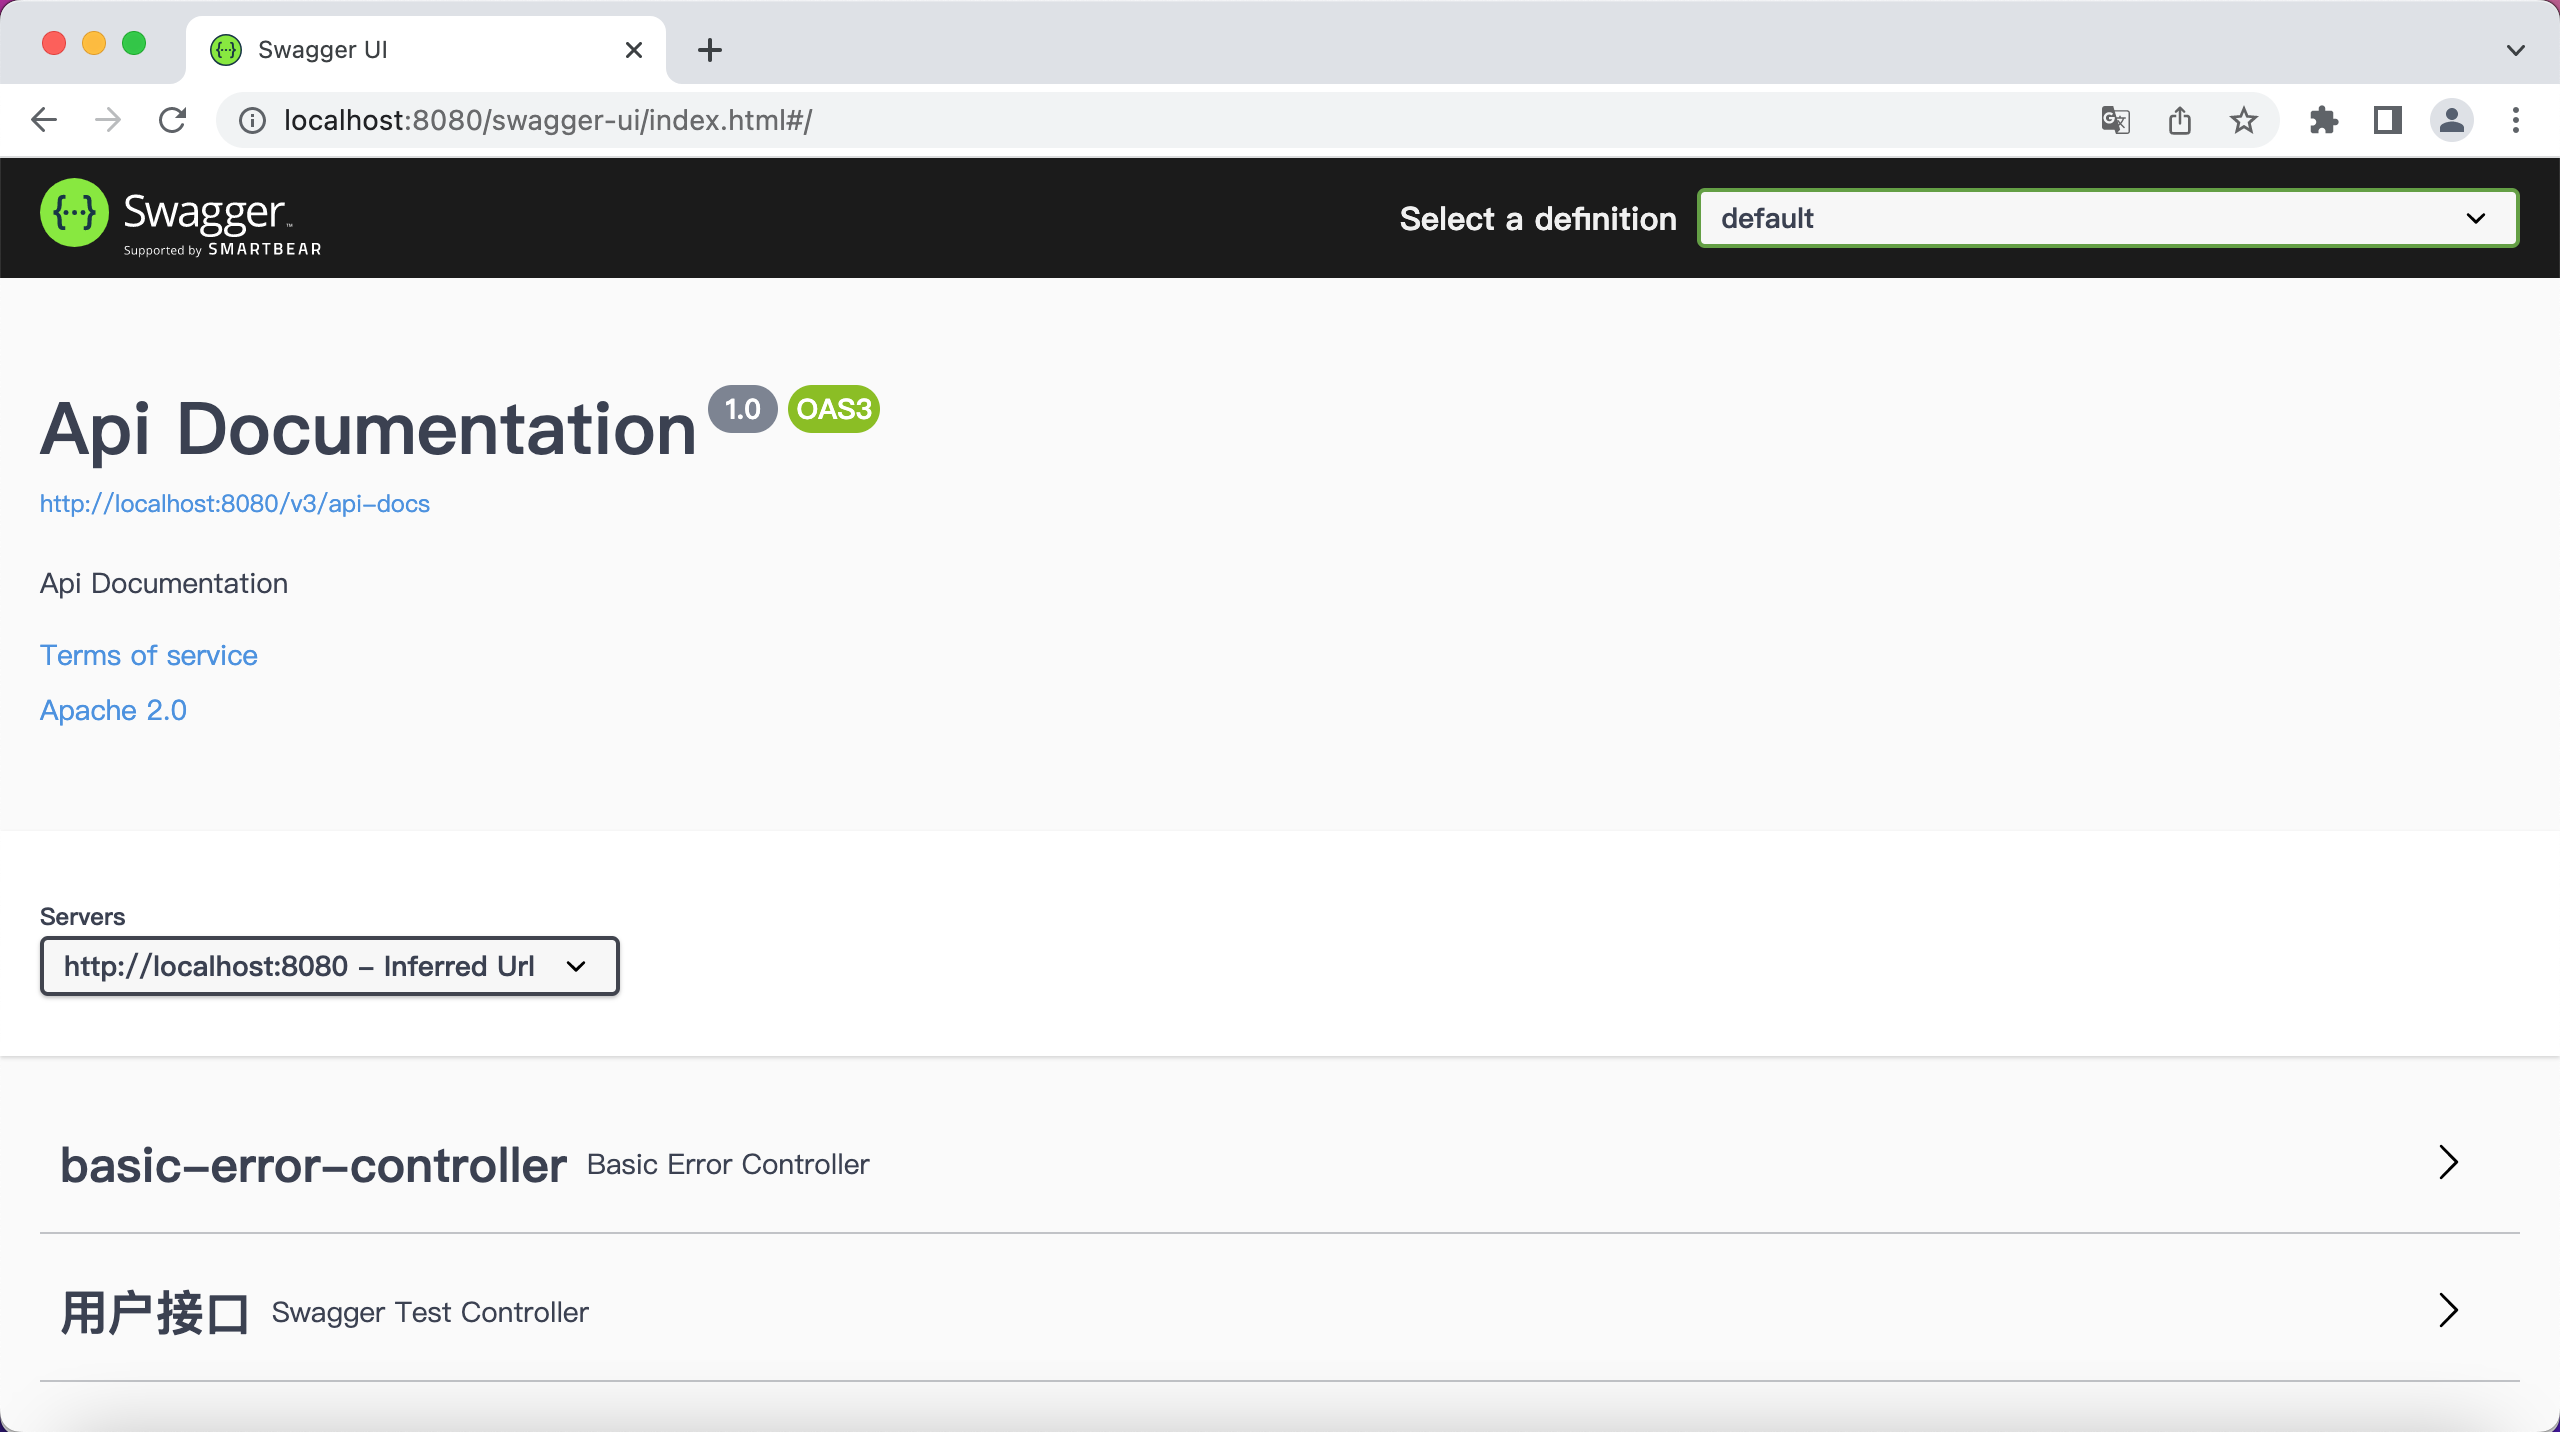 Swagger UI
localhost:8080/swagger-ui/index.html#/
Swagger™
Supported by SMARTBEAR
Select a definition
default
Api Documentation 1.0 OAS3
http://localhost:8080/v3/api-docs
Api Documentation
Terms of service
Apache 2.0
Servers
http://localhost:8080 - Inferred Url
basic-error-controller Basic Error Controller
用户接口 Swagger Test Controller